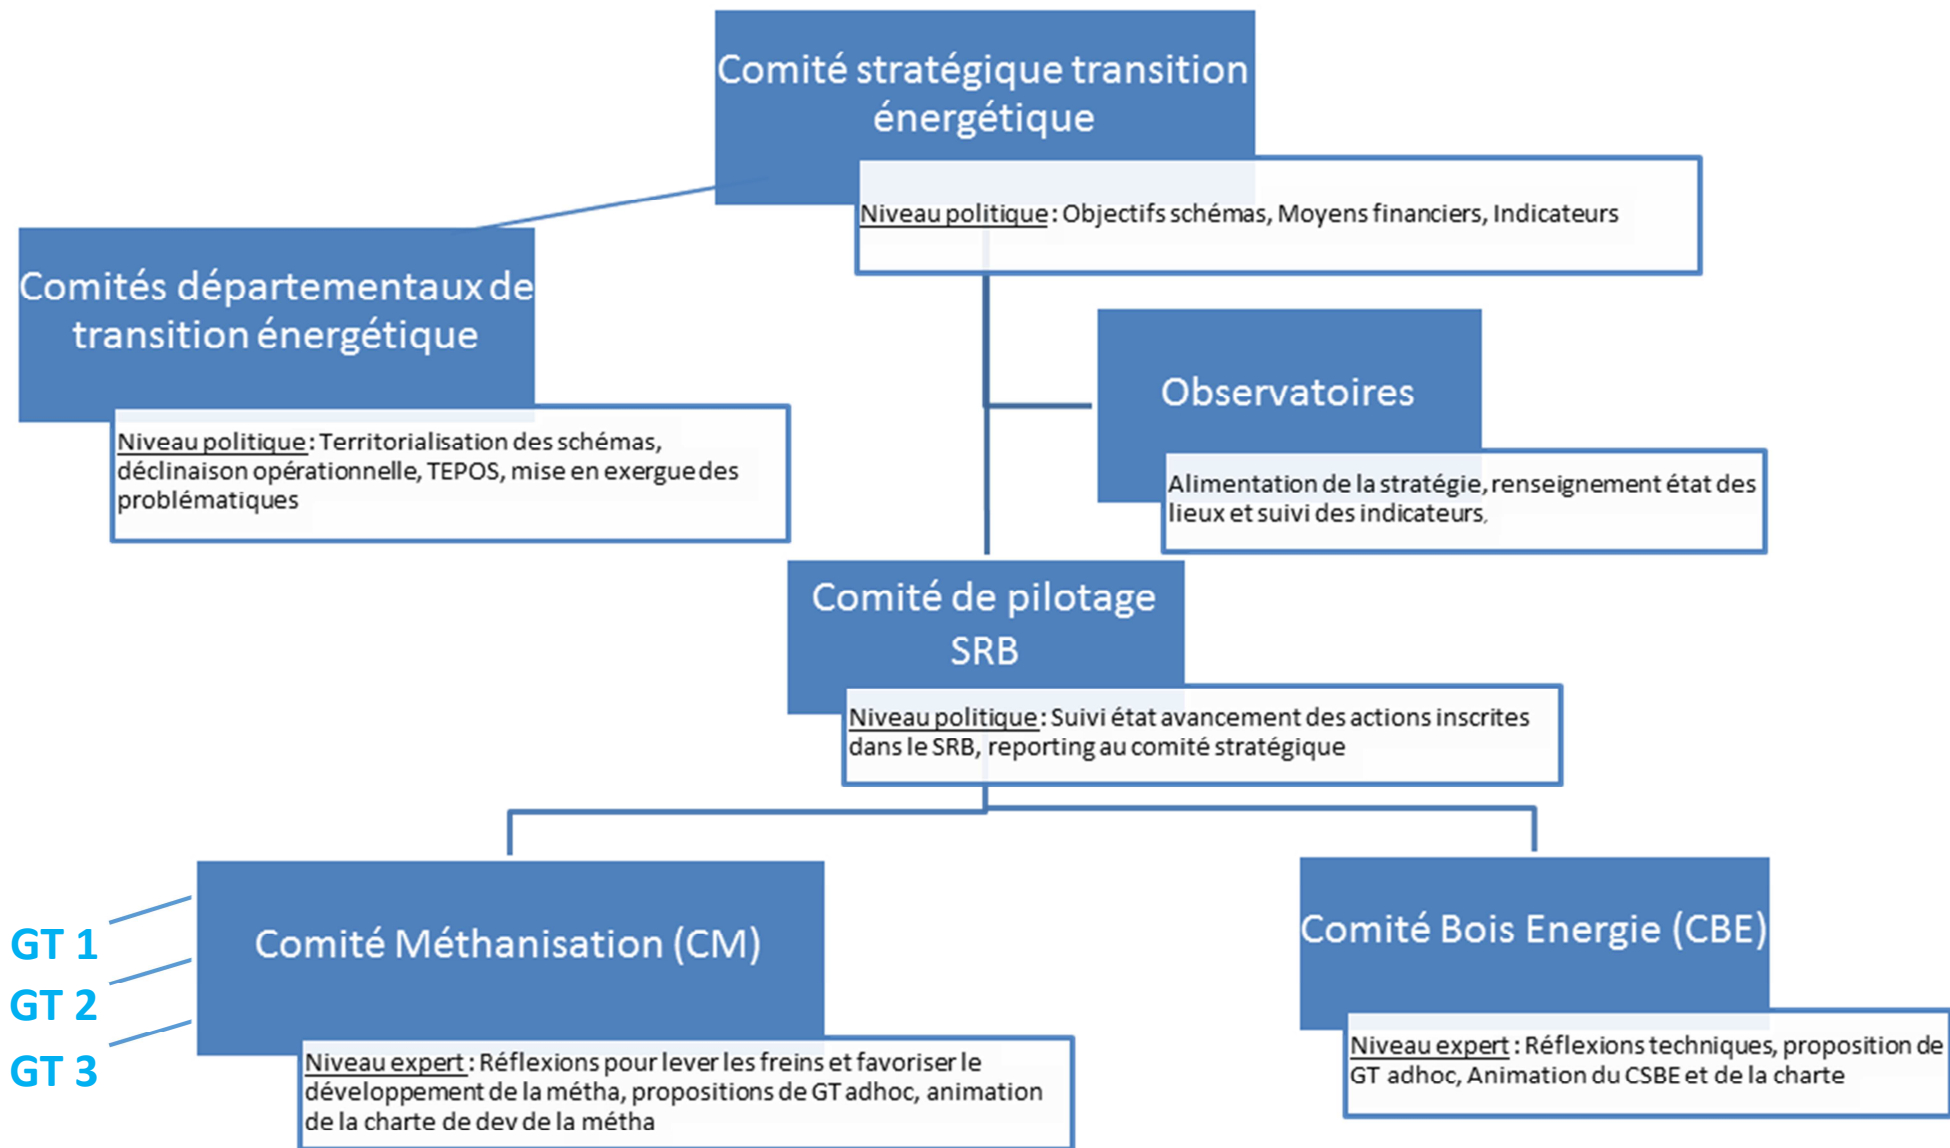 Comité stratégique transition
énergétique
Niveau politique : Objectifs schémas, Moyens financiers, Indicateurs
Comités départementaux de
transition énergétique
Niveau politique : Territorialisation des schémas,
déclinaison opérationnelle, TEPOS, mise en exergue des
problématiques
Observatoires
Alimentation de la stratégie, renseignement état des
lieux et suivi des indicateurs,
Comité de pilotage
SRB
Niveau politique : Suivi état avancement des actions inscrites
dans le SRB, reporting au comité stratégique
GT 1
GT 2
GT 3
Comité Méthanisation (CM)
Niveau expert : Réflexions pour lever les freins et favoriser le
développement de la métha, propositions de GT adhoc, animation
de la charte de dev de la métha
Comité Bois Energie (CBE)
Niveau expert : Réflexions techniques, proposition de
GT adhoc, Animation du CSBE et de la charte